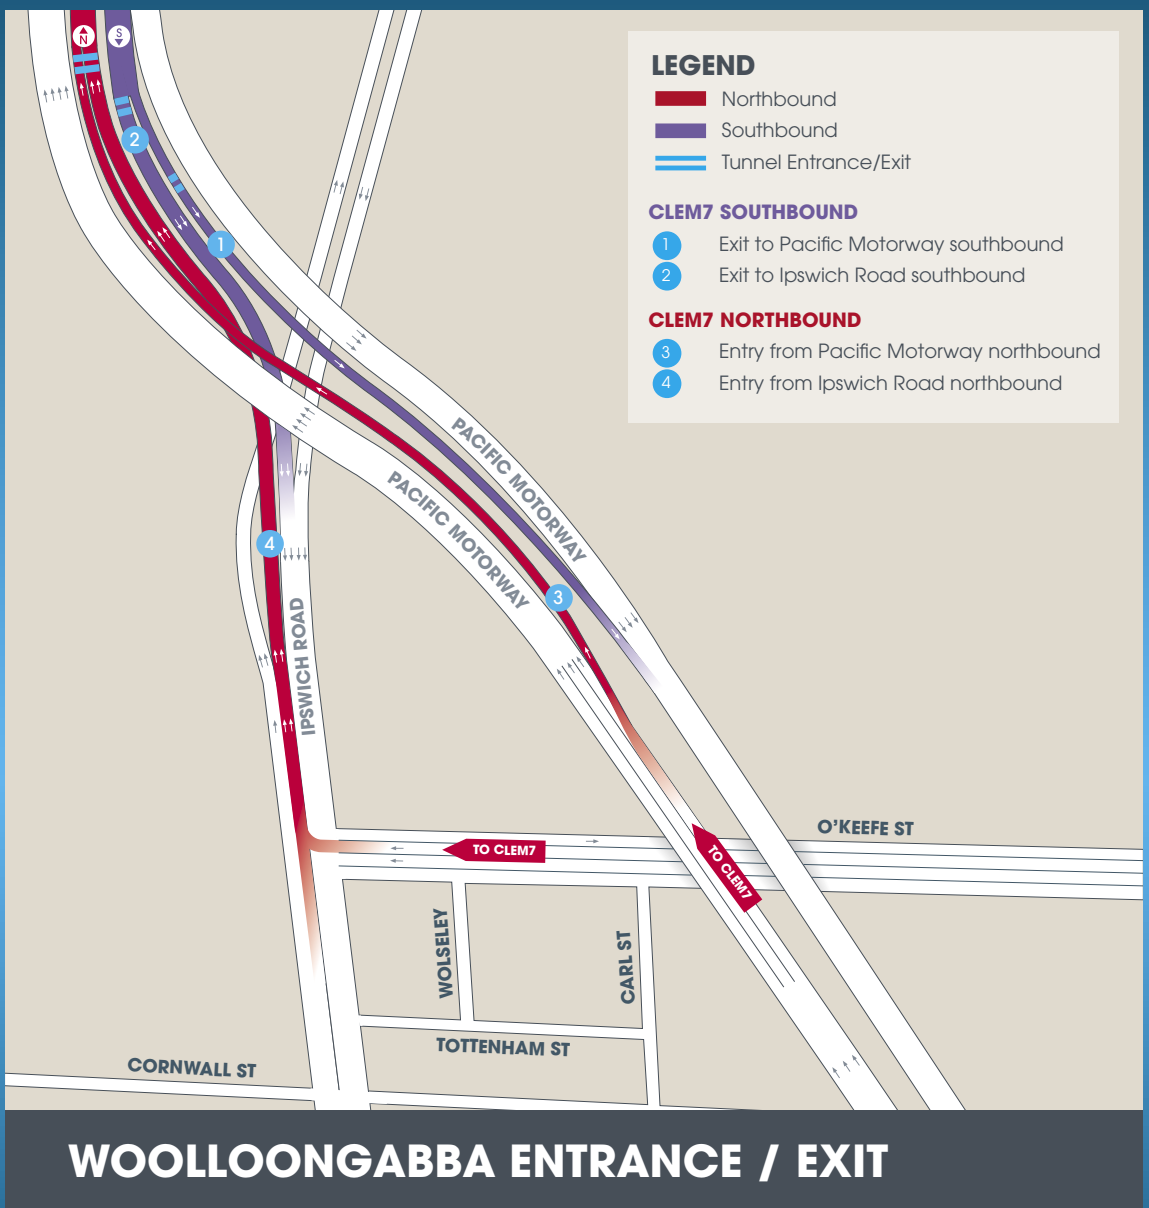 N
S
LEGEND
Northbound
Southbound
Tunnel Entrance/Exit
CLEM7 SOUTHBOUND
1 Exit to Pacific Motorway southbound
2 Exit to Ipswich Road southbound
CLEM7 NORTHBOUND
3 Entry from Pacific Motorway northbound
4 Entry from Ipswich Road northbound
2
1
PACIFIC MOTORWAY
PACIFIC MOTORWAY
4
3
IPSWICH ROAD
O'KEEFE ST
TO CLEM7
TO CLEM7
WOLSELEY
CARL ST
TOTTENHAM ST
CORNWALL ST
WOOLLOONGABBA ENTRANCE / EXIT